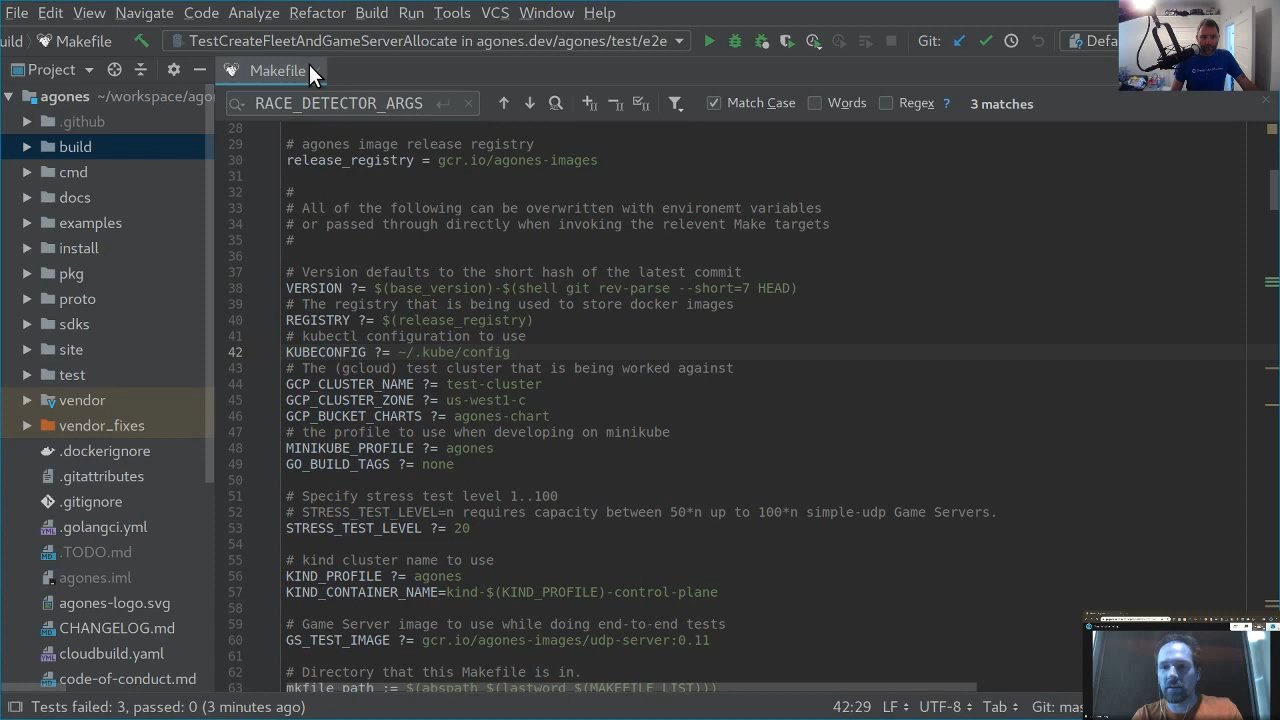 File Edit View Navigate Code Analyze Refactor Build Run Tools VCS Window Help
uild Makefile TestCreateFleetAndGameServerAllocate in agones.dev/agones/test/e2e Git: Defa
Project Makefile
agones ~/workspace/ago
RACE_DETECTOR_ARGS Match Case Words Regex ? 3 matches
.github
build
cmd
docs
examples
install
pkg
proto
sdks
site
test
vendor
vendor_fixes
.dockerignore
.gitattributes
.gitignore
.golangci.yml
.TODO.md
agones.iml
agones-logo.svg
CHANGELOG.md
cloudbuild.yaml
code-of-conduct.md
28
29 # agones image release registry
30 release_registry = gcr.io/agones-images
31
32 #
33 # All of the following can be overwritten with environemt variables
34 # or passed through directly when invoking the relevent Make targets
35 #
36
37 # Version defaults to the short hash of the latest commit
38 VERSION ?= $(base_version)-$(shell git rev-parse --short=7 HEAD)
39 # The registry that is being used to store docker images
40 REGISTRY ?= $(release_registry)
41 # kubectl configuration to use
42 KUBECONFIG ?= ~/.kube/config
43 # The (gcloud) test cluster that is being worked against
44 GCP_CLUSTER_NAME ?= test-cluster
45 GCP_CLUSTER_ZONE ?= us-west1-c
46 GCP_BUCKET_CHARTS ?= agones-chart
47 # the profile to use when developing on minikube
48 MINIKUBE_PROFILE ?= agones
49 GO_BUILD_TAGS ?= none
50
51 # Specify stress test level 1..100
52 # STRESS_TEST_LEVEL=n requires capacity between 50*n up to 100*n simple-udp Game Servers.
53 STRESS_TEST_LEVEL ?= 20
54
55 # kind cluster name to use
56 KIND_PROFILE ?= agones
57 KIND_CONTAINER_NAME=kind-$(KIND_PROFILE)-control-plane
58
59 # Game Server image to use while doing end-to-end tests
60 GS_TEST_IMAGE ?= gcr.io/agones-images/udp-server:0.11
61
62 # Directory that this Makefile is in.
63 mkfile_path := $(abspath $(lastword $(MAKEFILE_LIST)))
Tests failed: 3, passed: 0 (3 minutes ago) 42:29 LF UTF-8 Tab Git: mas